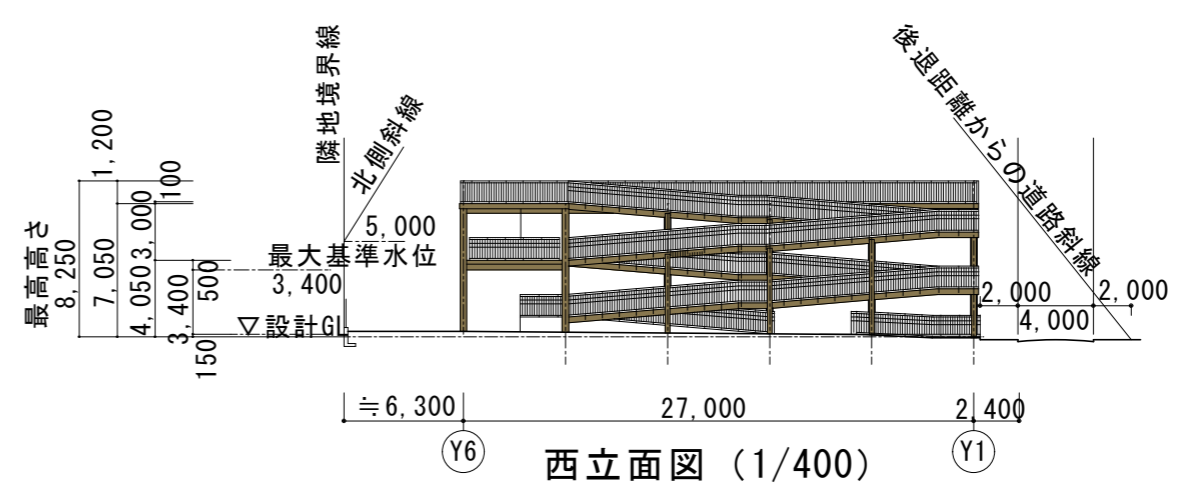 隣地境界線
北側斜線
後退距離からの道路斜線
1,200
100
最高高さ
8,250
7,050
3,000
4,050
500
3,400
150
5,000
最大基準水位
3,400
▽設計GL
2,000
2,000
4,000
≒6,300
27,000
2,400
Y6
Y1
西立面図（1/400）